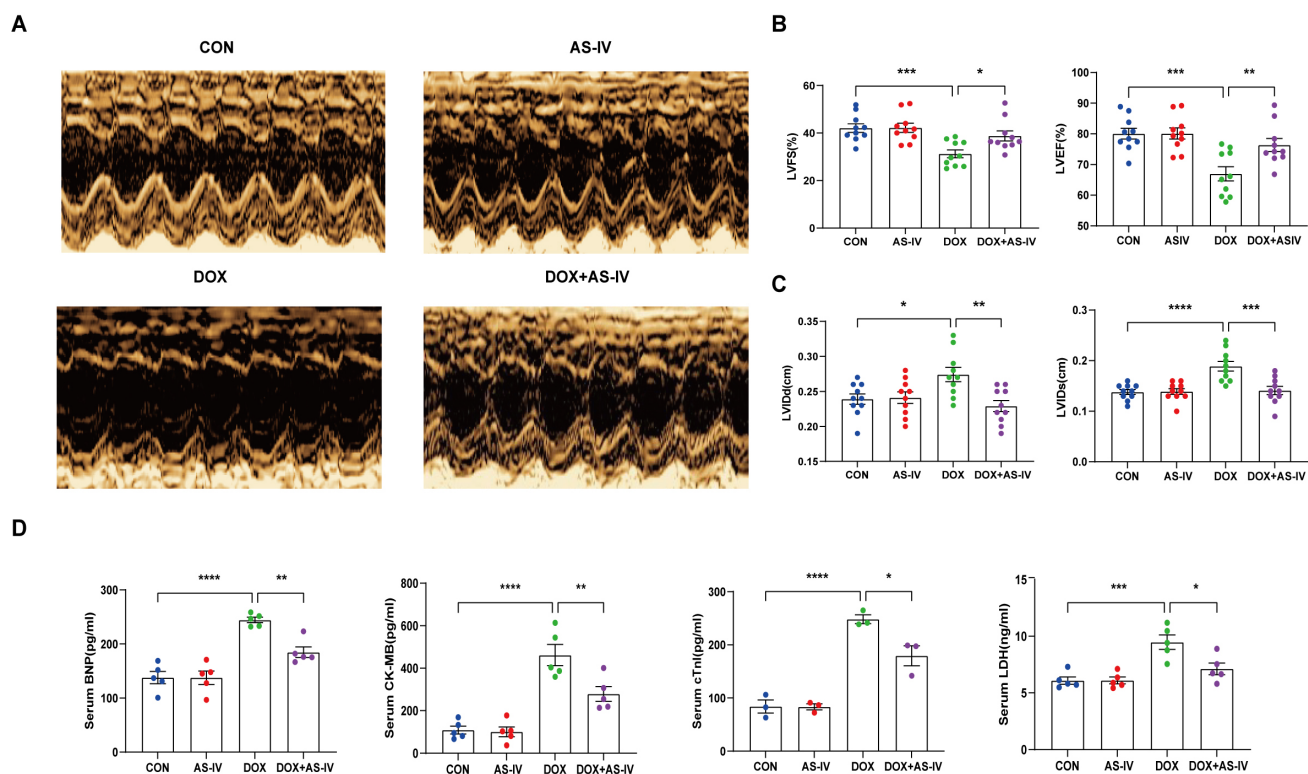 A
CON
AS-IV
DOX
DOX+AS-IV
B
LVFS(%)
60
40
20
0
***
*
CON
AS-IV
DOX
DOX+AS-IV
LVEF(%)
100
90
80
70
60
50
***
**
CON
ASIV
DOX
DOX+ASIV
C
LVIDd(cm)
0.35
0.30
0.25
0.20
0.15
*
**
CON
AS-IV
DOX
DOX+AS-IV
LVIDs(cm)
0.3
0.2
0.1
0.0
****
***
CON
AS-IV
DOX
DOX+AS-IV
D
Serum BNP(pg/ml)
300
200
100
0
****
**
CON
AS-IV
DOX
DOX+AS-IV
Serum CK-MB(pg/ml)
800
600
400
200
0
****
**
CON
AS-IV
DOX
DOX+AS-IV
Serum cTnI(pg/ml)
300
200
100
0
****
*
CON
AS-IV
DOX
DOX+AS-IV
Serum LDH(ng/ml)
15
10
5
0
***
*
CON
AS-IV
DOX
DOX+AS-IV